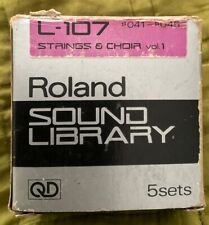 L-107 #041-#045
STRINGS & CHOIR vol.1
Roland
SOUND
LIBRARY
QD
5sets